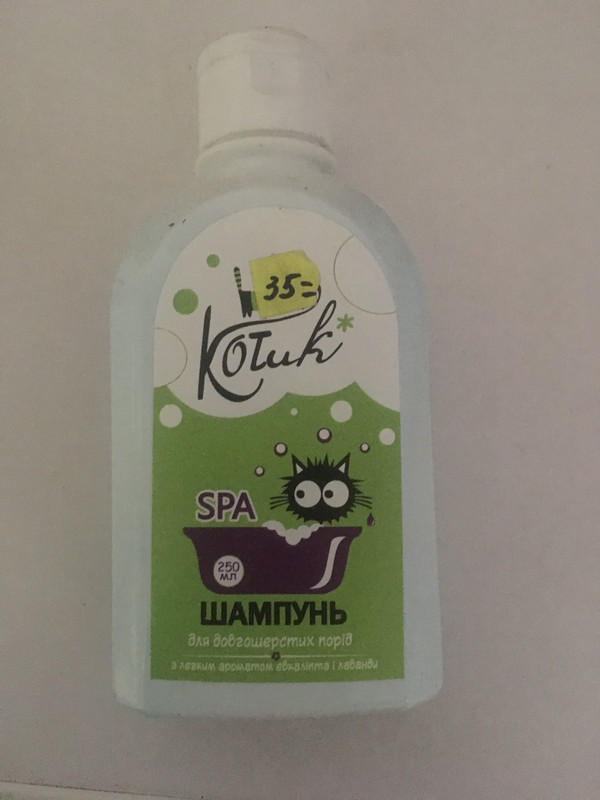 35=
Котик*
SPA
250
МЛ
ШАМПУНЬ
для довгошерстих порід
з легким ароматом евкаліпта і лаванди